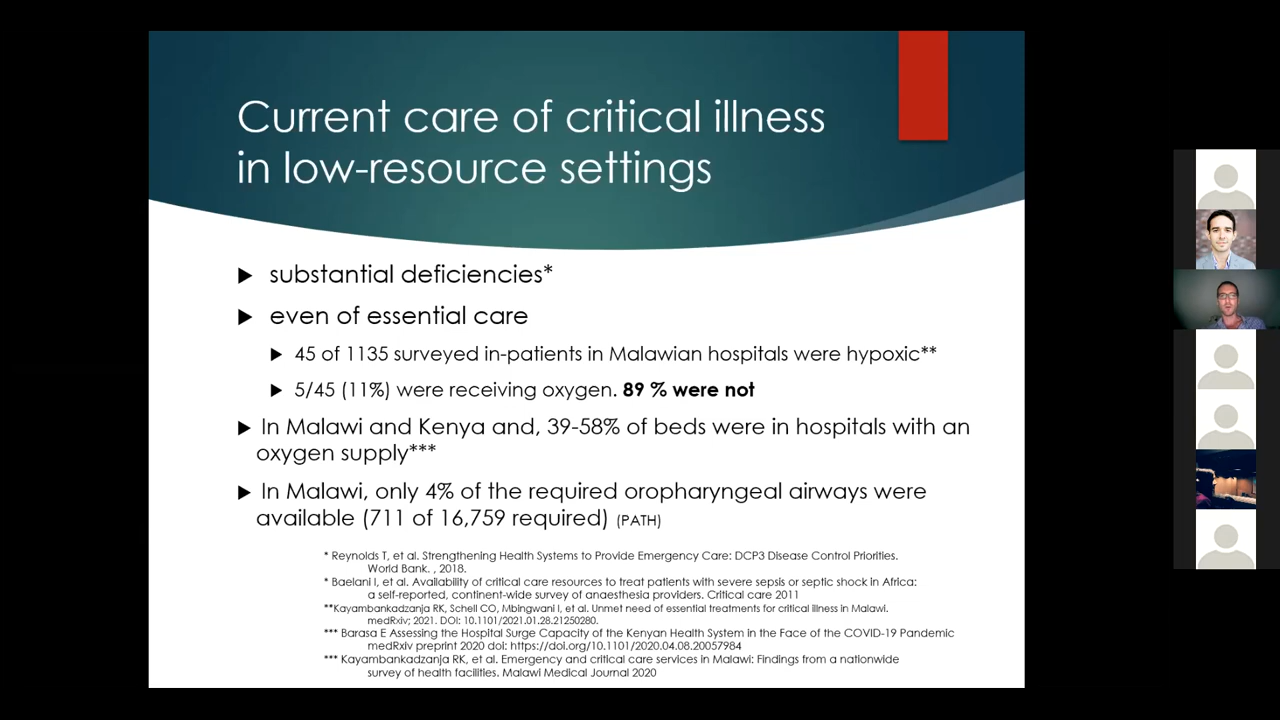 Current care of critical illness
in low-resource settings
substantial deficiencies*
even of essential care
45 of 1135 surveyed in-patients in Malawian hospitals were hypoxic**
5/45 (11%) were receiving oxygen. 89 % were not
In Malawi and Kenya and, 39-58% of beds were in hospitals with an
oxygen supply***
In Malawi, only 4% of the required oropharyngeal airways were
available (711 of 16,759 required) (PATH)
* Reynolds T, et al. Strengthening Health Systems to Provide Emergency Care: DCP3 Disease Control Priorities.
World Bank. , 2018.
* Baelani I, et al. Availability of critical care resources to treat patients with severe sepsis or septic shock in Africa:
a self-reported, continent-wide survey of anaesthesia providers. Critical care 2011
**Kayambankadzanja RK, Schell CO, Mbingwani I, et al. Unmet need of essential treatments for critical illness in Malawi.
medRxiv; 2021. DOI: 10.1101/2021.01.28.21250280.
*** Barasa E Assessing the Hospital Surge Capacity of the Kenyan Health System in the Face of the COVID-19 Pandemic
medRxiv preprint 2020 doi: https://doi.org/10.1101/2020.04.08.20057984
*** Kayambankadzanja RK, et al. Emergency and critical care services in Malawi: Findings from a nationwide
survey of health facilities. Malawi Medical Journal 2020